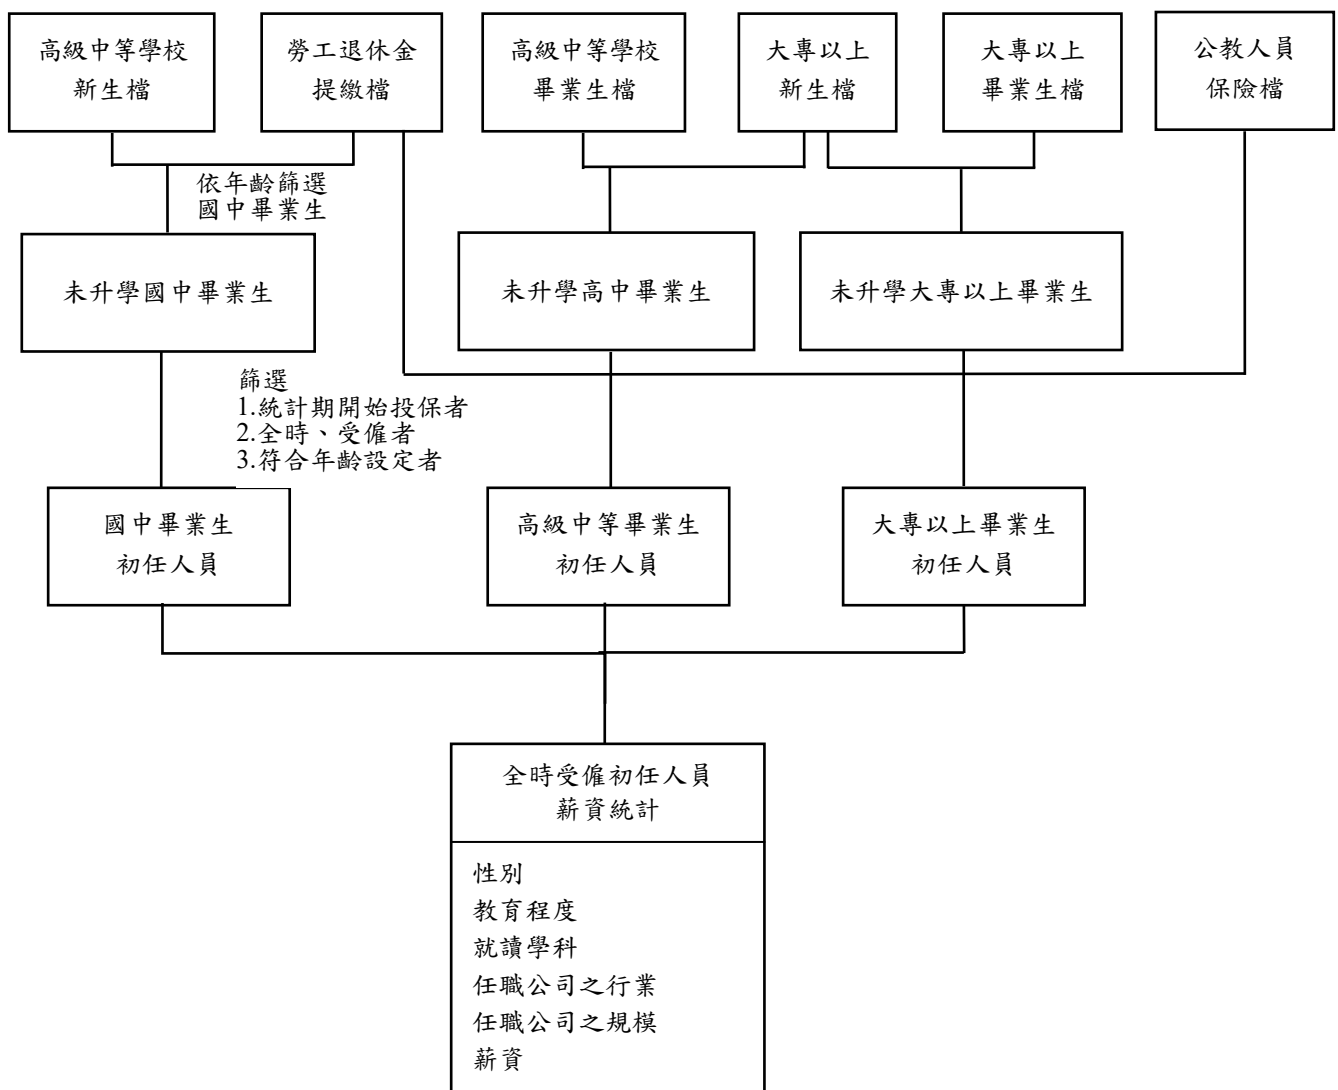 高級中等學校
新生檔
勞工退休金
提繳檔
高級中等學校
畢業生檔
大專以上
新生檔
大專以上
畢業生檔
公教人員
保險檔
依年齡篩選
國中畢業生
未升學國中畢業生
未升學高中畢業生
未升學大專以上畢業生
篩選
1.統計期開始投保者
2.全時、受僱者
3.符合年齡設定者
國中畢業生
初任人員
高級中等畢業生
初任人員
大專以上畢業生
初任人員
全時受僱初任人員
薪資統計
性別
教育程度
就讀學科
任職公司之行業
任職公司之規模
薪資